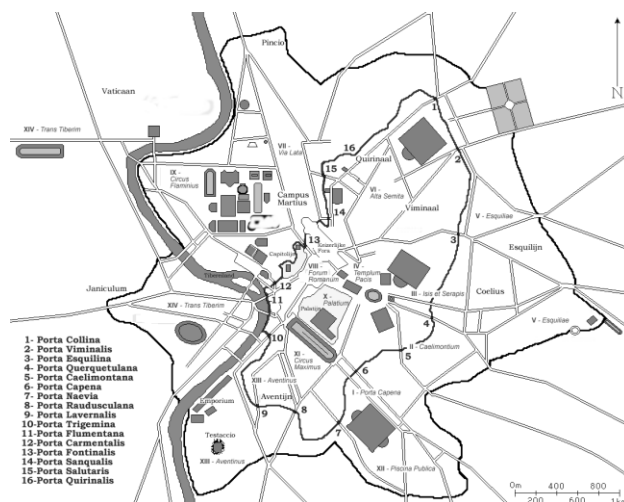 Pincio
N
Vaticaan
XIV - Trans Tiberim
1
16
VII -
Via Lata
Quirinaal
2
15
IX -
Circus
Flaminius
VI -
Alta Semita
Campus
Martius
14
Viminaal
V - Esquiliae
13
Keizerlijke
Fora
3
Esquilijn
Capitolijn
VIII -
Forum
Romanum
IV -
Templum
Pacis
Tibereiland
12
Janiculum
III - Isis et Serapis
Coelius
11
X -
Palatium
XIV - Trans Tiberim
Palatijn
4
V - Esquiliae
10
II - Caelimontium
5
XI -
Circus
Maximus
6
XIII - Aventinus
I - Porta Capena
Aventijn
Emporium
9
8
7
Testaccio
XIII - Aventinus
XII - Piscina Publica
1- Porta Collina
2- Porta Viminalis
3- Porta Esquilina
4- Porta Querquetulana
5- Porta Caelimontana
6- Porta Capena
7- Porta Naevia
8- Porta Raudusculana
9- Porta Lavernalis
10-Porta Trigemina
11-Porta Flumentana
12-Porta Carmentalis
13-Porta Fontinalis
14-Porta Sanqualis
15-Porta Salutaris
16-Porta Quirinalis
0m 400 800
200 600